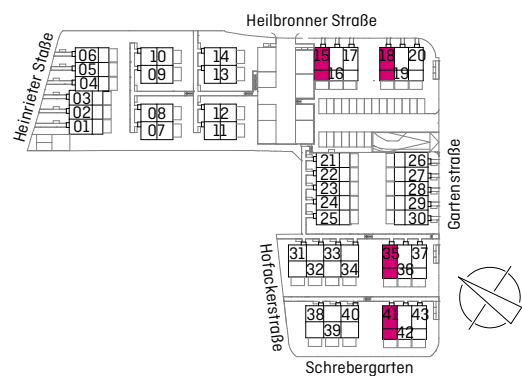 Heilbronner Straße
Heinrieter Staße
06 10 14 15 17 18 20
05 09 13 16 19
04
03
02 08 12
01 07 11
21 26
22 27
23 28
24 29
25 30
Gartenstraße
Hofackerstraße
31 33 35 37
32 34 36
38 40 41 43
39 42
Schrebergarten